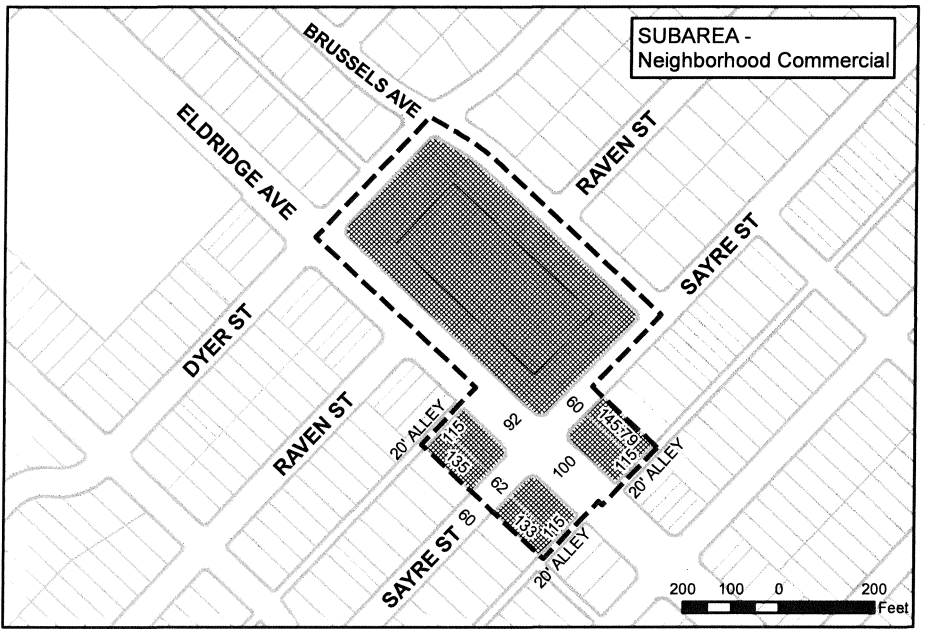 SUBAREA -
Neighborhood Commercial
BRUSSELS AVE
ELDRIDGE AVE
RAVEN ST
SAYRE ST
DYER ST
RAVEN ST
20' ALLEY
115
135
92
60
145.79
115
20' ALLEY
100
62
60
133
115
20' ALLEY
SAYRE ST
200 100 0 200
Feet